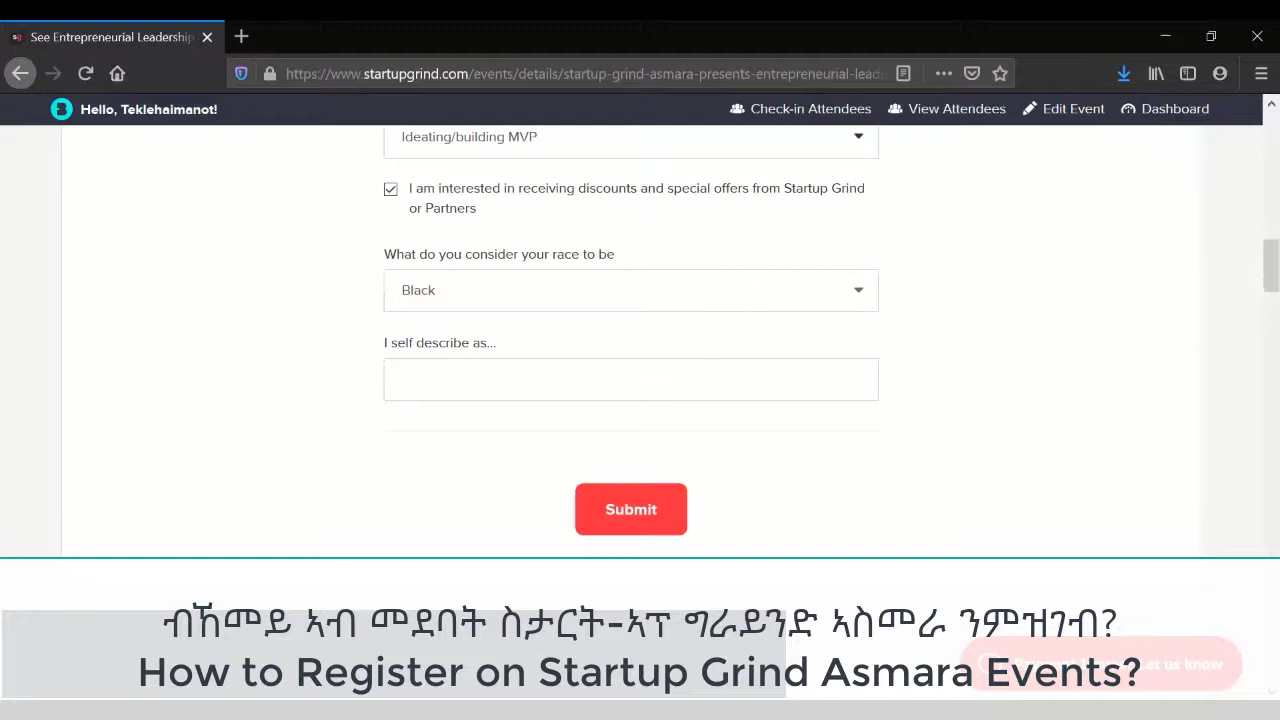 See Entrepreneurial Leadership
https://www.startupgrind.com/events/details/startup-grind-asmara-presents-entrepreneurial-lead
Hello, Teklehaimanot!
Check-in Attendees
View Attendees
Edit Event
Dashboard
Ideating/building MVP
I am interested in receiving discounts and special offers from Startup Grind
or Partners
What do you consider your race to be
Black
I self describe as...
Submit
ብኸመይ ኣብ መደባት ስታርት-ኣፕ ግራይንድ ኣስመራ ንምዝገብ?
How to Register on Startup Grind Asmara Events?
let us know